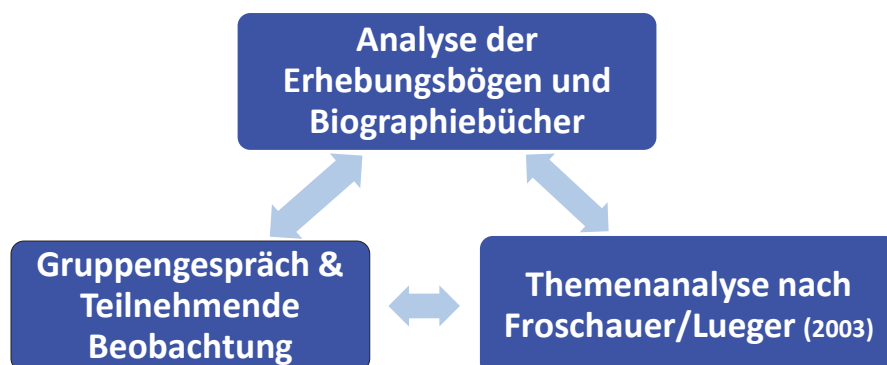 Analyse der
Erhebungsbögen und
Biographiebücher
Gruppengespräch &
Teilnehmende
Beobachtung
Themenanalyse nach
Froschauer/Lueger (2003)